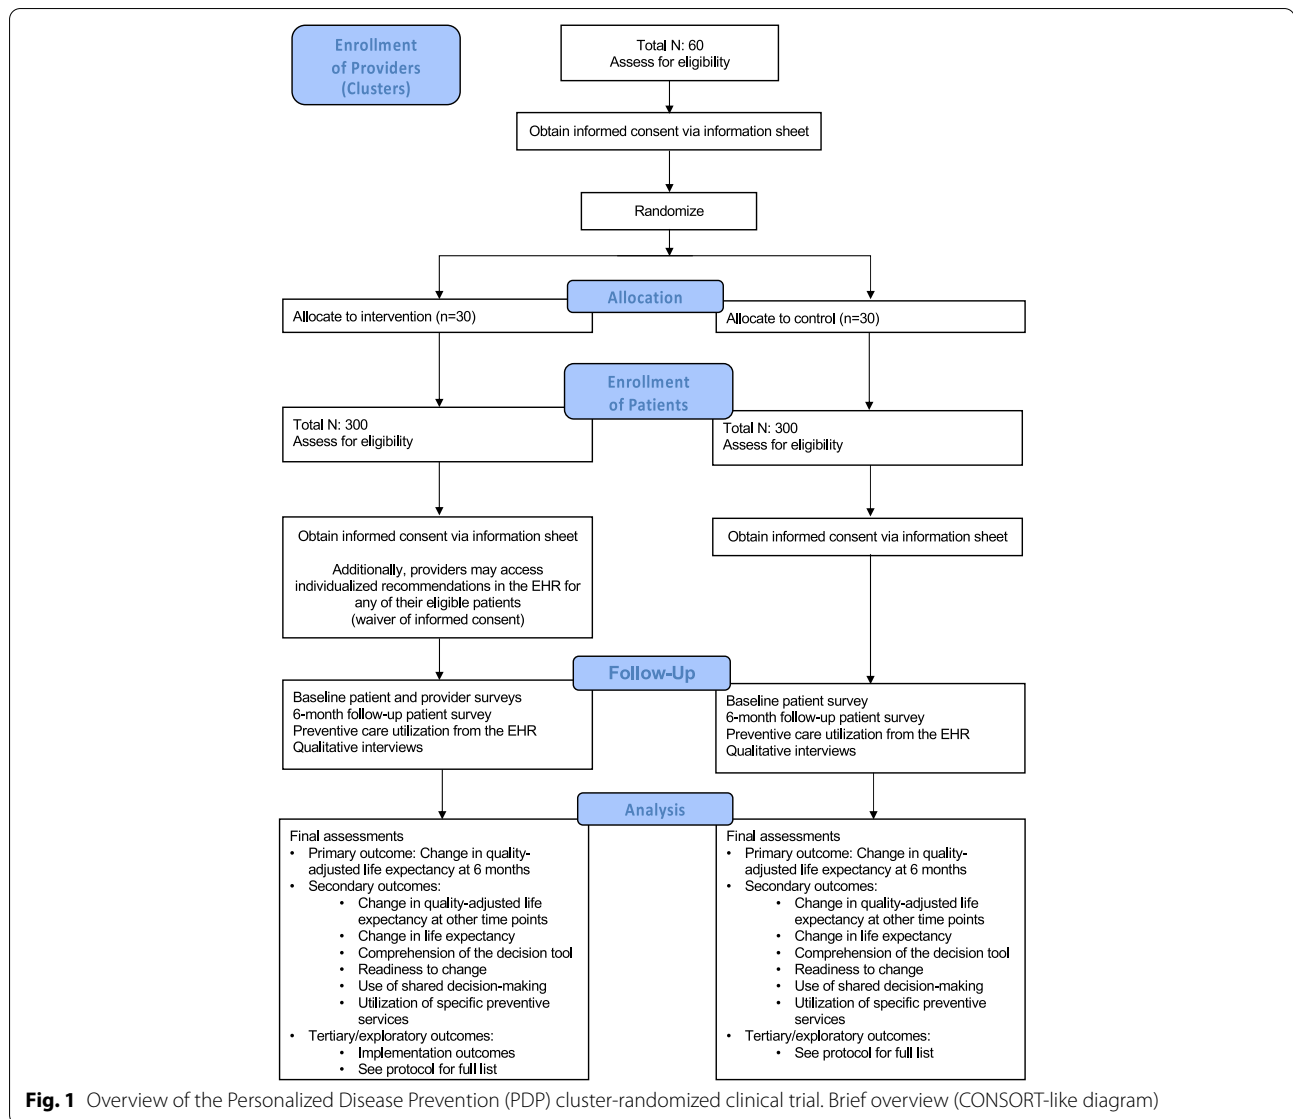 Enrollment
of Providers
(Clusters)
Total N: 60
Assess for eligibility
Obtain informed consent via information sheet
Randomize
Allocation
Allocate to intervention (n=30)
Allocate to control (n=30)
Enrollment
of Patients
Total N: 300
Assess for eligibility
Total N: 300
Assess for eligibility
Obtain informed consent via information sheet
Additionally, providers may access
individualized recommendations in the EHR for
any of their eligible patients
(waiver of informed consent)
Obtain informed consent via information sheet
Follow-Up
Baseline patient and provider surveys
6-month follow-up patient survey
Preventive care utilization from the EHR
Qualitative interviews
Baseline patient survey
6-month follow-up patient survey
Preventive care utilization from the EHR
Qualitative interviews
Analysis
Final assessments
• Primary outcome: Change in quality-
adjusted life expectancy at 6 months
• Secondary outcomes:
• Change in quality-adjusted life
expectancy at other time points
• Change in life expectancy
• Comprehension of the decision tool
• Readiness to change
• Use of shared decision-making
• Utilization of specific preventive
services
• Tertiary/exploratory outcomes:
• Implementation outcomes
• See protocol for full list
Final assessments
• Primary outcome: Change in quality-
adjusted life expectancy at 6 months
• Secondary outcomes:
• Change in quality-adjusted life
expectancy at other time points
• Change in life expectancy
• Comprehension of the decision tool
• Readiness to change
• Use of shared decision-making
• Utilization of specific preventive
services
• Tertiary/exploratory outcomes:
• See protocol for full list
Fig. 1 Overview of the Personalized Disease Prevention (PDP) cluster-randomized clinical trial. Brief overview (CONSORT-like diagram)